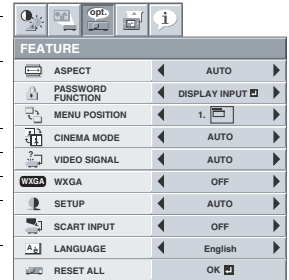 opt.
i
FEATURE
ASPECT AUTO
PASSWORD FUNCTION DISPLAY INPUT
MENU POSITION 1.
CINEMA MODE AUTO
VIDEO SIGNAL AUTO
WXGA WXGA OFF
SETUP AUTO
SCART INPUT OFF
LANGUAGE English
RESET ALL OK